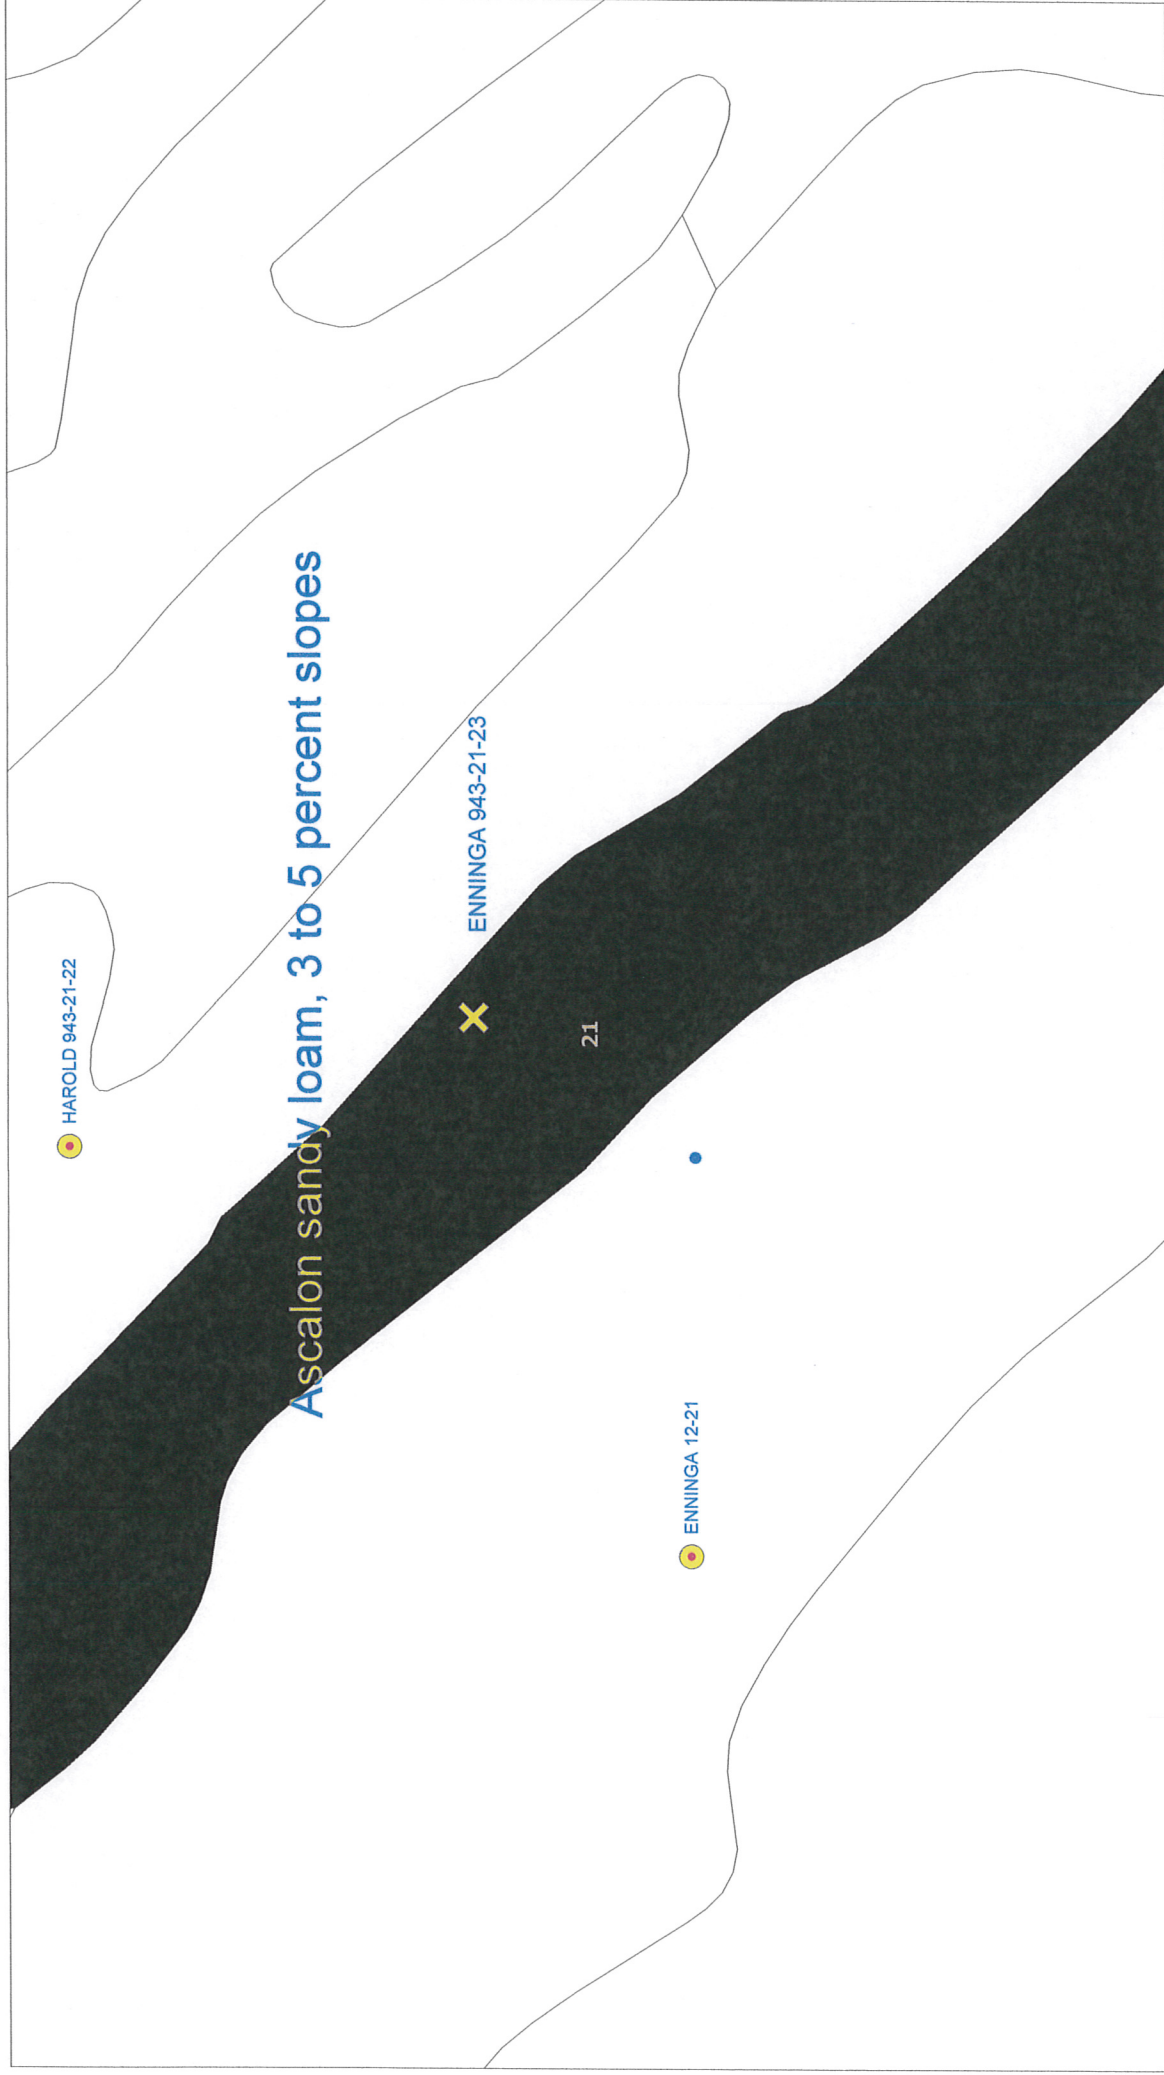 HAROLD 943-21-22
Ascalon sandy loam, 3 to 5 percent slopes
ENNINGA 943-21-23
21
ENNINGA 12-21